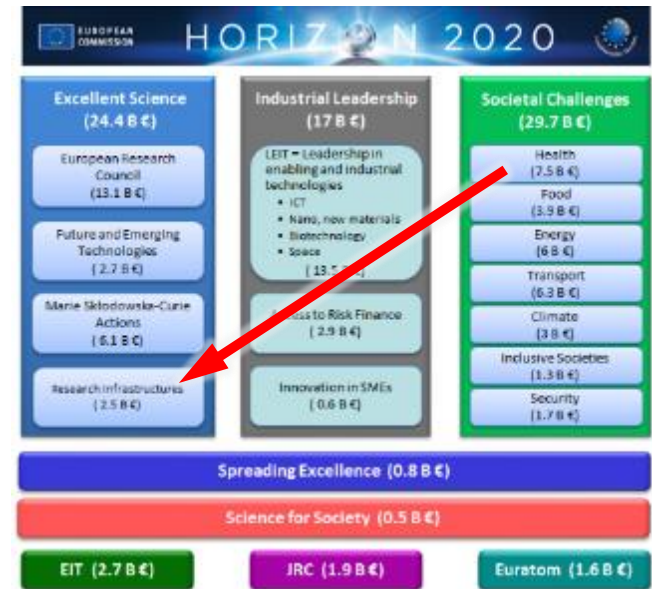 EUROPEAN
COMMISSION
HORIZON 2020
Excellent Science
(24.4 B €)
European Research
Council
(13.1 B €)
Future and Emerging
Technologies
( 2.7 B €)
Marie Skłodowska-Curie
Actions
( 6.1 B €)
Research Infrastructures
( 2.5 B €)
Industrial Leadership
(17 B €)
LEIT = Leadership in
enabling and industrial
technologies
• ICT
• Nano, new materials
• Biotechnology
• Space
( 13.5
to Risk Finance
( 2.9 B €)
Innovation in SMEs
( 0.6 B €)
Societal Challenges
(29.7 B €)
Health
(7.5 B €)
Food
(3.9 B €)
Energy
(6 B €)
Transport
(6.3 B €)
Climate
(3 B €)
Inclusive Societies
(1.3 B €)
Security
(1.7 B €)
Spreading Excellence (0.8 B €)
Science for Society (0.5 B €)
EIT (2.7 B €)
JRC (1.9 B €)
Euratom (1.6 B €)